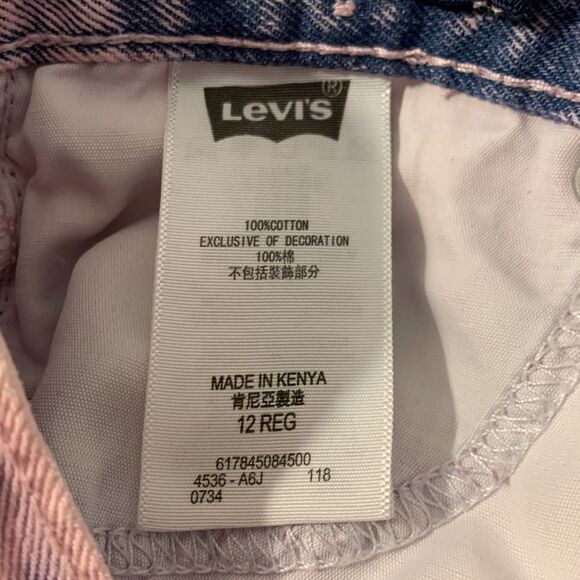 LEVI'S®
100%COTTON
EXCLUSIVE OF DECORATION
100%棉
不包括裝飾部分
MADE IN KENYA
肯尼亞製造
12 REG
617845084500
4536 - A6J 118
0734